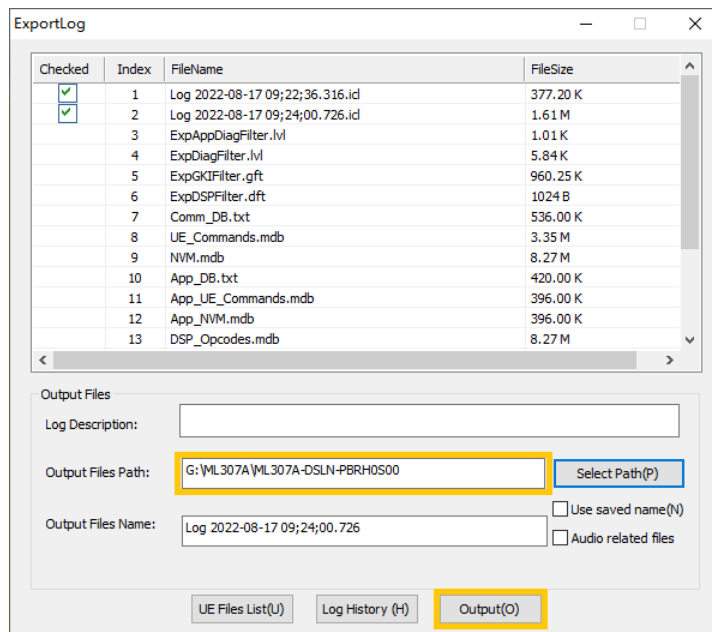 ExportLog
Checked Index FileName FileSize
1 Log 2022-08-17 09;22;36.316.icl 377.20 K
2 Log 2022-08-17 09;24;00.726.icl 1.61 M
3 ExpAppDiagFilter.lvl 1.01 K
4 ExpDiagFilter.lvl 5.84 K
5 ExpGKIFilter.gft 960.25 K
6 ExpDSPFilter.dft 1024 B
7 Comm_DB.txt 536.00 K
8 UE_Commands.mdb 3.35 M
9 NVM.mdb 8.27 M
10 App_DB.txt 420.00 K
11 App_UE_Commands.mdb 396.00 K
12 App_NVM.mdb 396.00 K
13 DSP_Opcodes.mdb 8.27 M
Output Files
Log Description:
Output Files Path: G:\ML307A\ML307A-DSLN-PBRH0S00 Select Path(P)
Use saved name(N)
Output Files Name: Log 2022-08-17 09;24;00.726
Audio related files
UE Files List(U) Log History (H) Output(O)